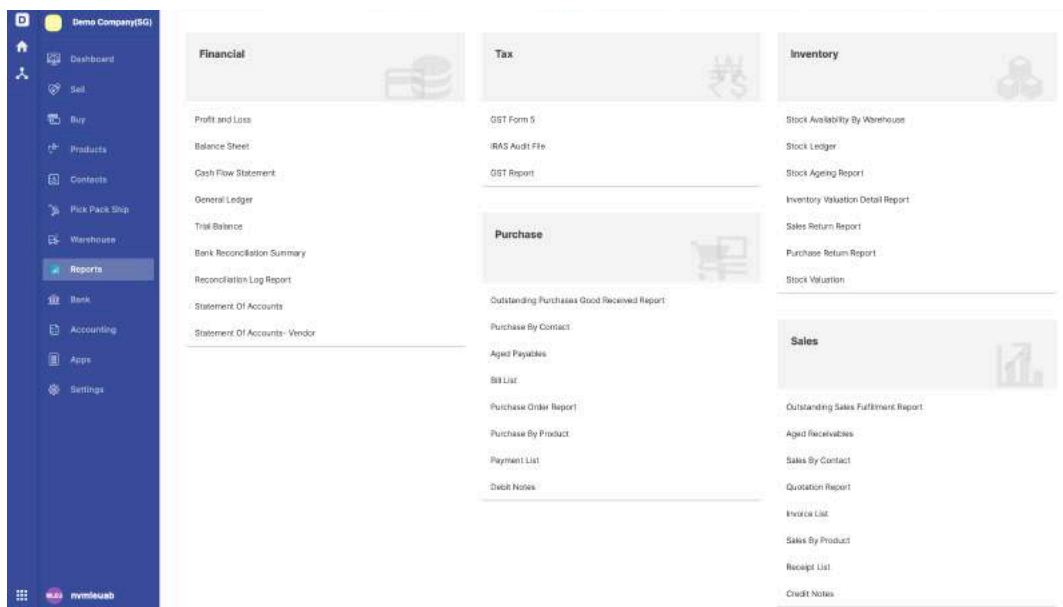 D
Demo Company(SG)
Dashboard
Sell
Buy
Products
Contacts
Pick Pack Ship
Warehouse
Reports
Bank
Accounting
Apps
Settings
nvmleuab
Financial
Profit and Loss
Balance Sheet
Cash Flow Statement
General Ledger
Trial Balance
Bank Reconciliation Summary
Reconciliation Log Report
Statement Of Accounts
Statement Of Accounts- Vendor
Tax
GST Form 5
IRAS Audit File
GST Report
Purchase
Outstanding Purchases Good Received Report
Purchase By Contact
Aged Payables
Bill List
Purchase Order Report
Purchase By Product
Payment List
Debit Notes
Inventory
Stock Availability By Warehouse
Stock Ledger
Stock Ageing Report
Inventory Valuation Detail Report
Sales Return Report
Purchase Return Report
Stock Valuation
Sales
Outstanding Sales Fulfilment Report
Aged Receivables
Sales By Contact
Quotation Report
Invoice List
Sales By Product
Receipt List
Credit Notes